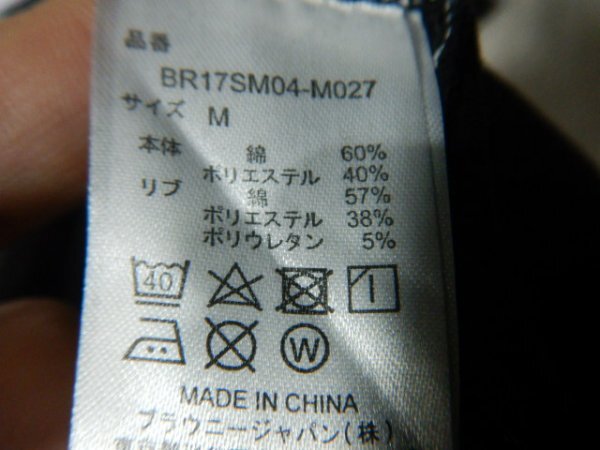 品番
BR17SM04-M027
サイズ M
本体 綿 60%
ポリエステル 40%
リブ 綿 57%
ポリエステル 38%
ポリウレタン 5%
40
W
MADE IN CHINA
ブラウニージャパン(株)